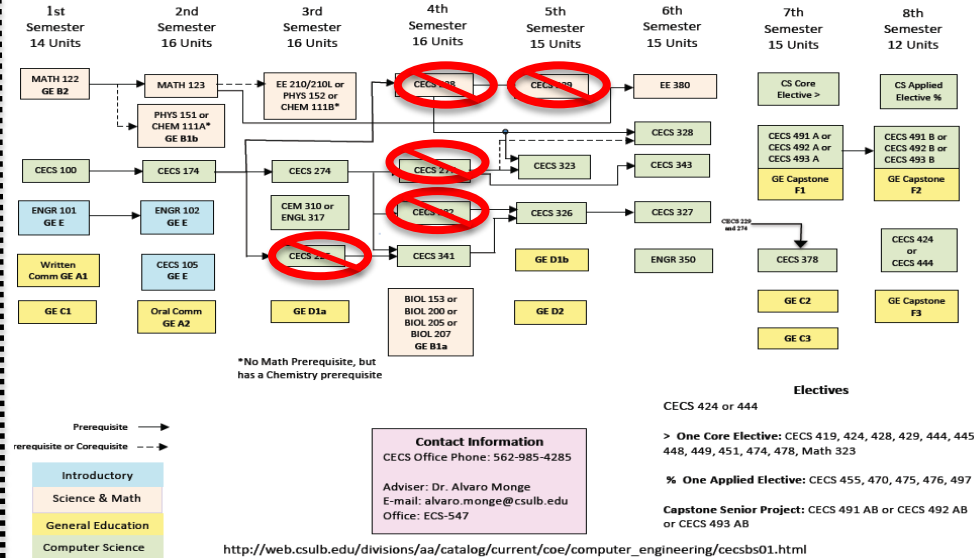 1st
Semester
14 Units
2nd
Semester
16 Units
3rd
Semester
16 Units
4th
Semester
16 Units
5th
Semester
15 Units
6th
Semester
15 Units
7th
Semester
15 Units
8th
Semester
12 Units
MATH 122
GE B2
MATH 123
EE 210/210L or
PHYS 152 or
CHEM 111B*
CECS
CECS
EE 380
CS Core
Elective >
CS Applied
Elective %
PHYS 151 or
CHEM 111A*
GE B1b
CECS 328
CECS 491 A or
CECS 492 A or
CECS 493 A
GE Capstone
F1
CECS 491 B or
CECS 492 B or
CECS 493 B
GE Capstone
F2
CECS 100
CECS 174
CECS 274
CECS
CECS 323
CECS 343
ENGR 101
GE E
ENGR 102
GE E
CEM 310 or
ENGL 317
CECS
CECS 326
CECS 327
CECS 229
and 274
CECS 424
or
CECS 444
Written
Comm GE A1
CECS 105
GE E
CECS
CECS 341
GE D1b
ENGR 350
CECS 378
GE C1
Oral Comm
GE A2
GE D1a
BIOL 153 or
BIOL 200 or
BIOL 205 or
BIOL 207
GE B1a
GE D2
GE C2
GE Capstone
F3
GE C3
*No Math Prerequisite, but
has a Chemistry prerequisite
Prerequisite
rerequisite or Corequisite
Introductory
Science & Math
General Education
Computer Science
Contact Information
CECS Office Phone: 562-985-4285
Adviser: Dr. Alvaro Monge
E-mail: alvaro.monge@csulb.edu
Office: ECS-547
Electives
CECS 424 or 444
> One Core Elective: CECS 419, 424, 428, 429, 444, 445
448, 449, 451, 474, 478, Math 323
% One Applied Elective: CECS 455, 470, 475, 476, 497
Capstone Senior Project: CECS 491 AB or CECS 492 AB
or CECS 493 AB
http://web.csulb.edu/divisions/aa/catalog/current/coe/computer_engineering/cecsbs01.html